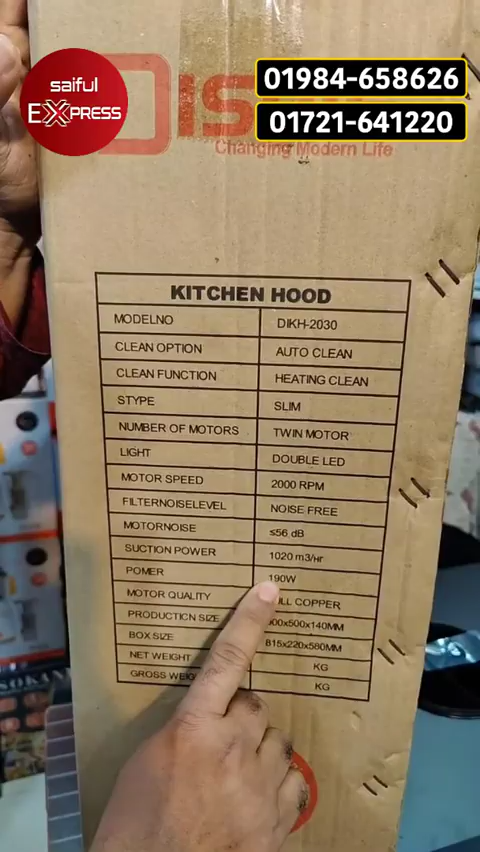 saiful
EXPRESS
01984-658626
01721-641220
Changing Modern Life
KITCHEN HOOD
MODELNO DIKH-2030
CLEAN OPTION AUTO CLEAN
CLEAN FUNCTION HEATING CLEAN
STYPE SLIM
NUMBER OF MOTORS TWIN MOTOR
LIGHT DOUBLE LED
MOTOR SPEED 2000 RPM
FILTERNOISELEVEL NOISE FREE
MOTORNOISE ≤56 dB
SUCTION POWER 1020 m3/Hr
POMER 190W
MOTOR QUALITY COPPER
PRODUCTION SIZE
BOX SIZE 815x220x580MM
NET WEIGHT KG
GROSS KG